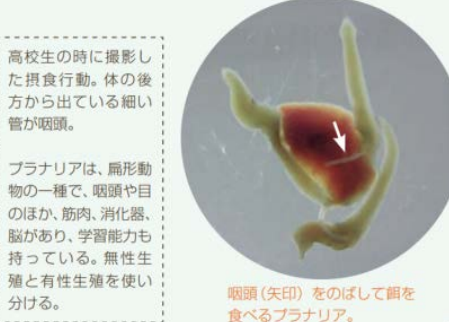 高校生の時に撮影し
た摂食行動。体の後
方から出ている細い
管が咽頭。
プラナリアは、扁形動
物の一種で、咽頭や目
のほか、筋肉、消化器、
脳があり、学習能力も
持っている。無性生
殖と有性生殖を使い
分ける。
咽頭（矢印）をのばして餌を
食べるプラナリア。